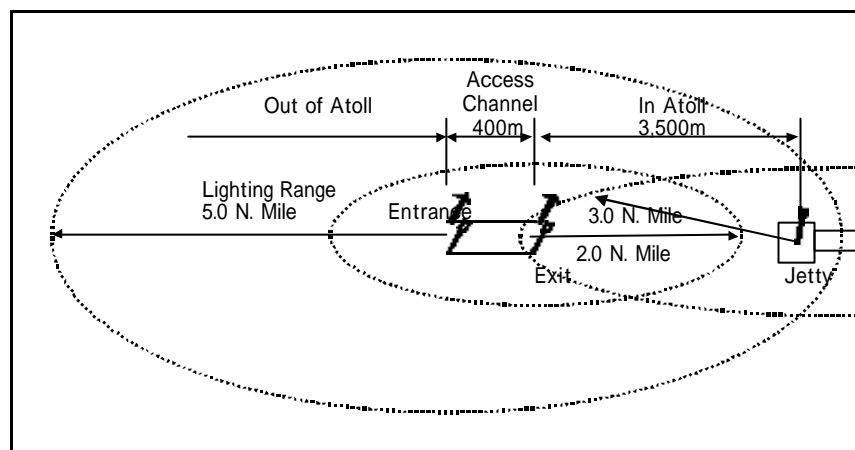 Access
Channel
400m
Out of Atoll
In Atoll
3,500m
Lighting Range
5.0 N. Mile
Entrance
3.0 N. Mile
2.0 N. Mile
Exit
Jetty